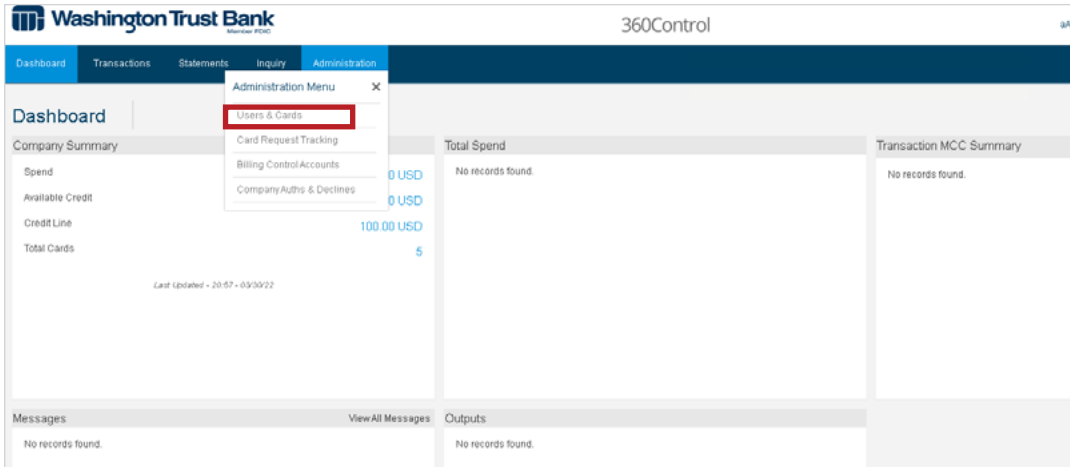 Washington Trust Bank
Member FDIC
360Control
Dashboard Transactions Statements Inquiry Administration
Administration Menu X
Users & Cards
Card Request Tracking
Billing Control Accounts
Company Auths & Declines
Dashboard
Company Summary
Spend 0 USD
Available Credit 0 USD
Credit Line 100.00 USD
Total Cards 5
Last Updated - 20:57 - 03/30/22
Total Spend
No records found.
Transaction MCC Summary
No records found.
Messages View All Messages
No records found.
Outputs
No records found.